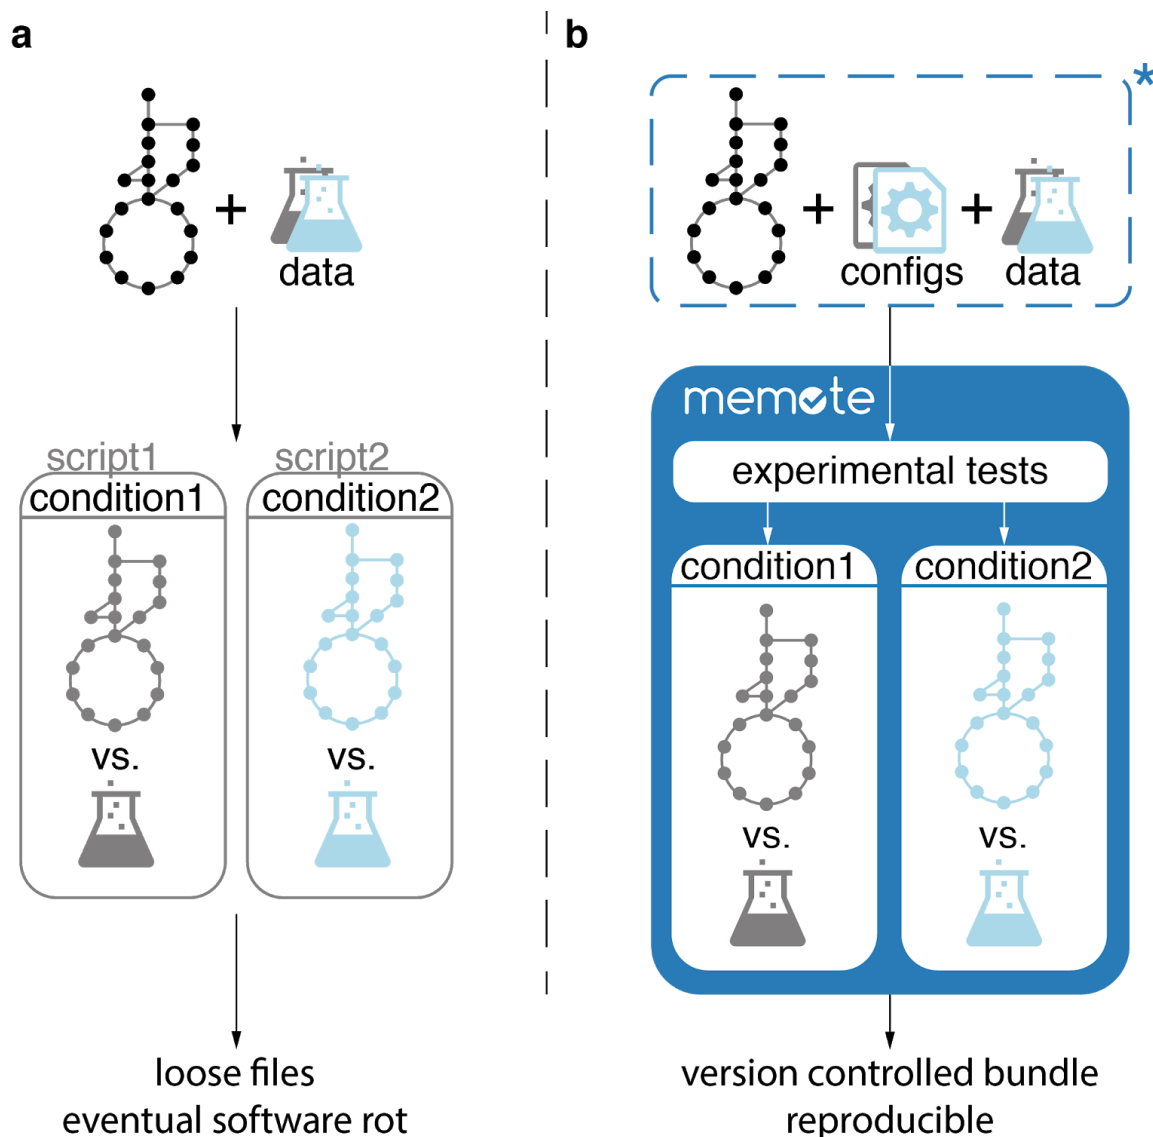 a
+
data
script1
script2
condition1
condition2
vs.
vs.
loose files
eventual software rot
b
*
+
configs
+
data
memote
experimental tests
condition1
condition2
vs.
vs.
version controlled bundle
reproducible